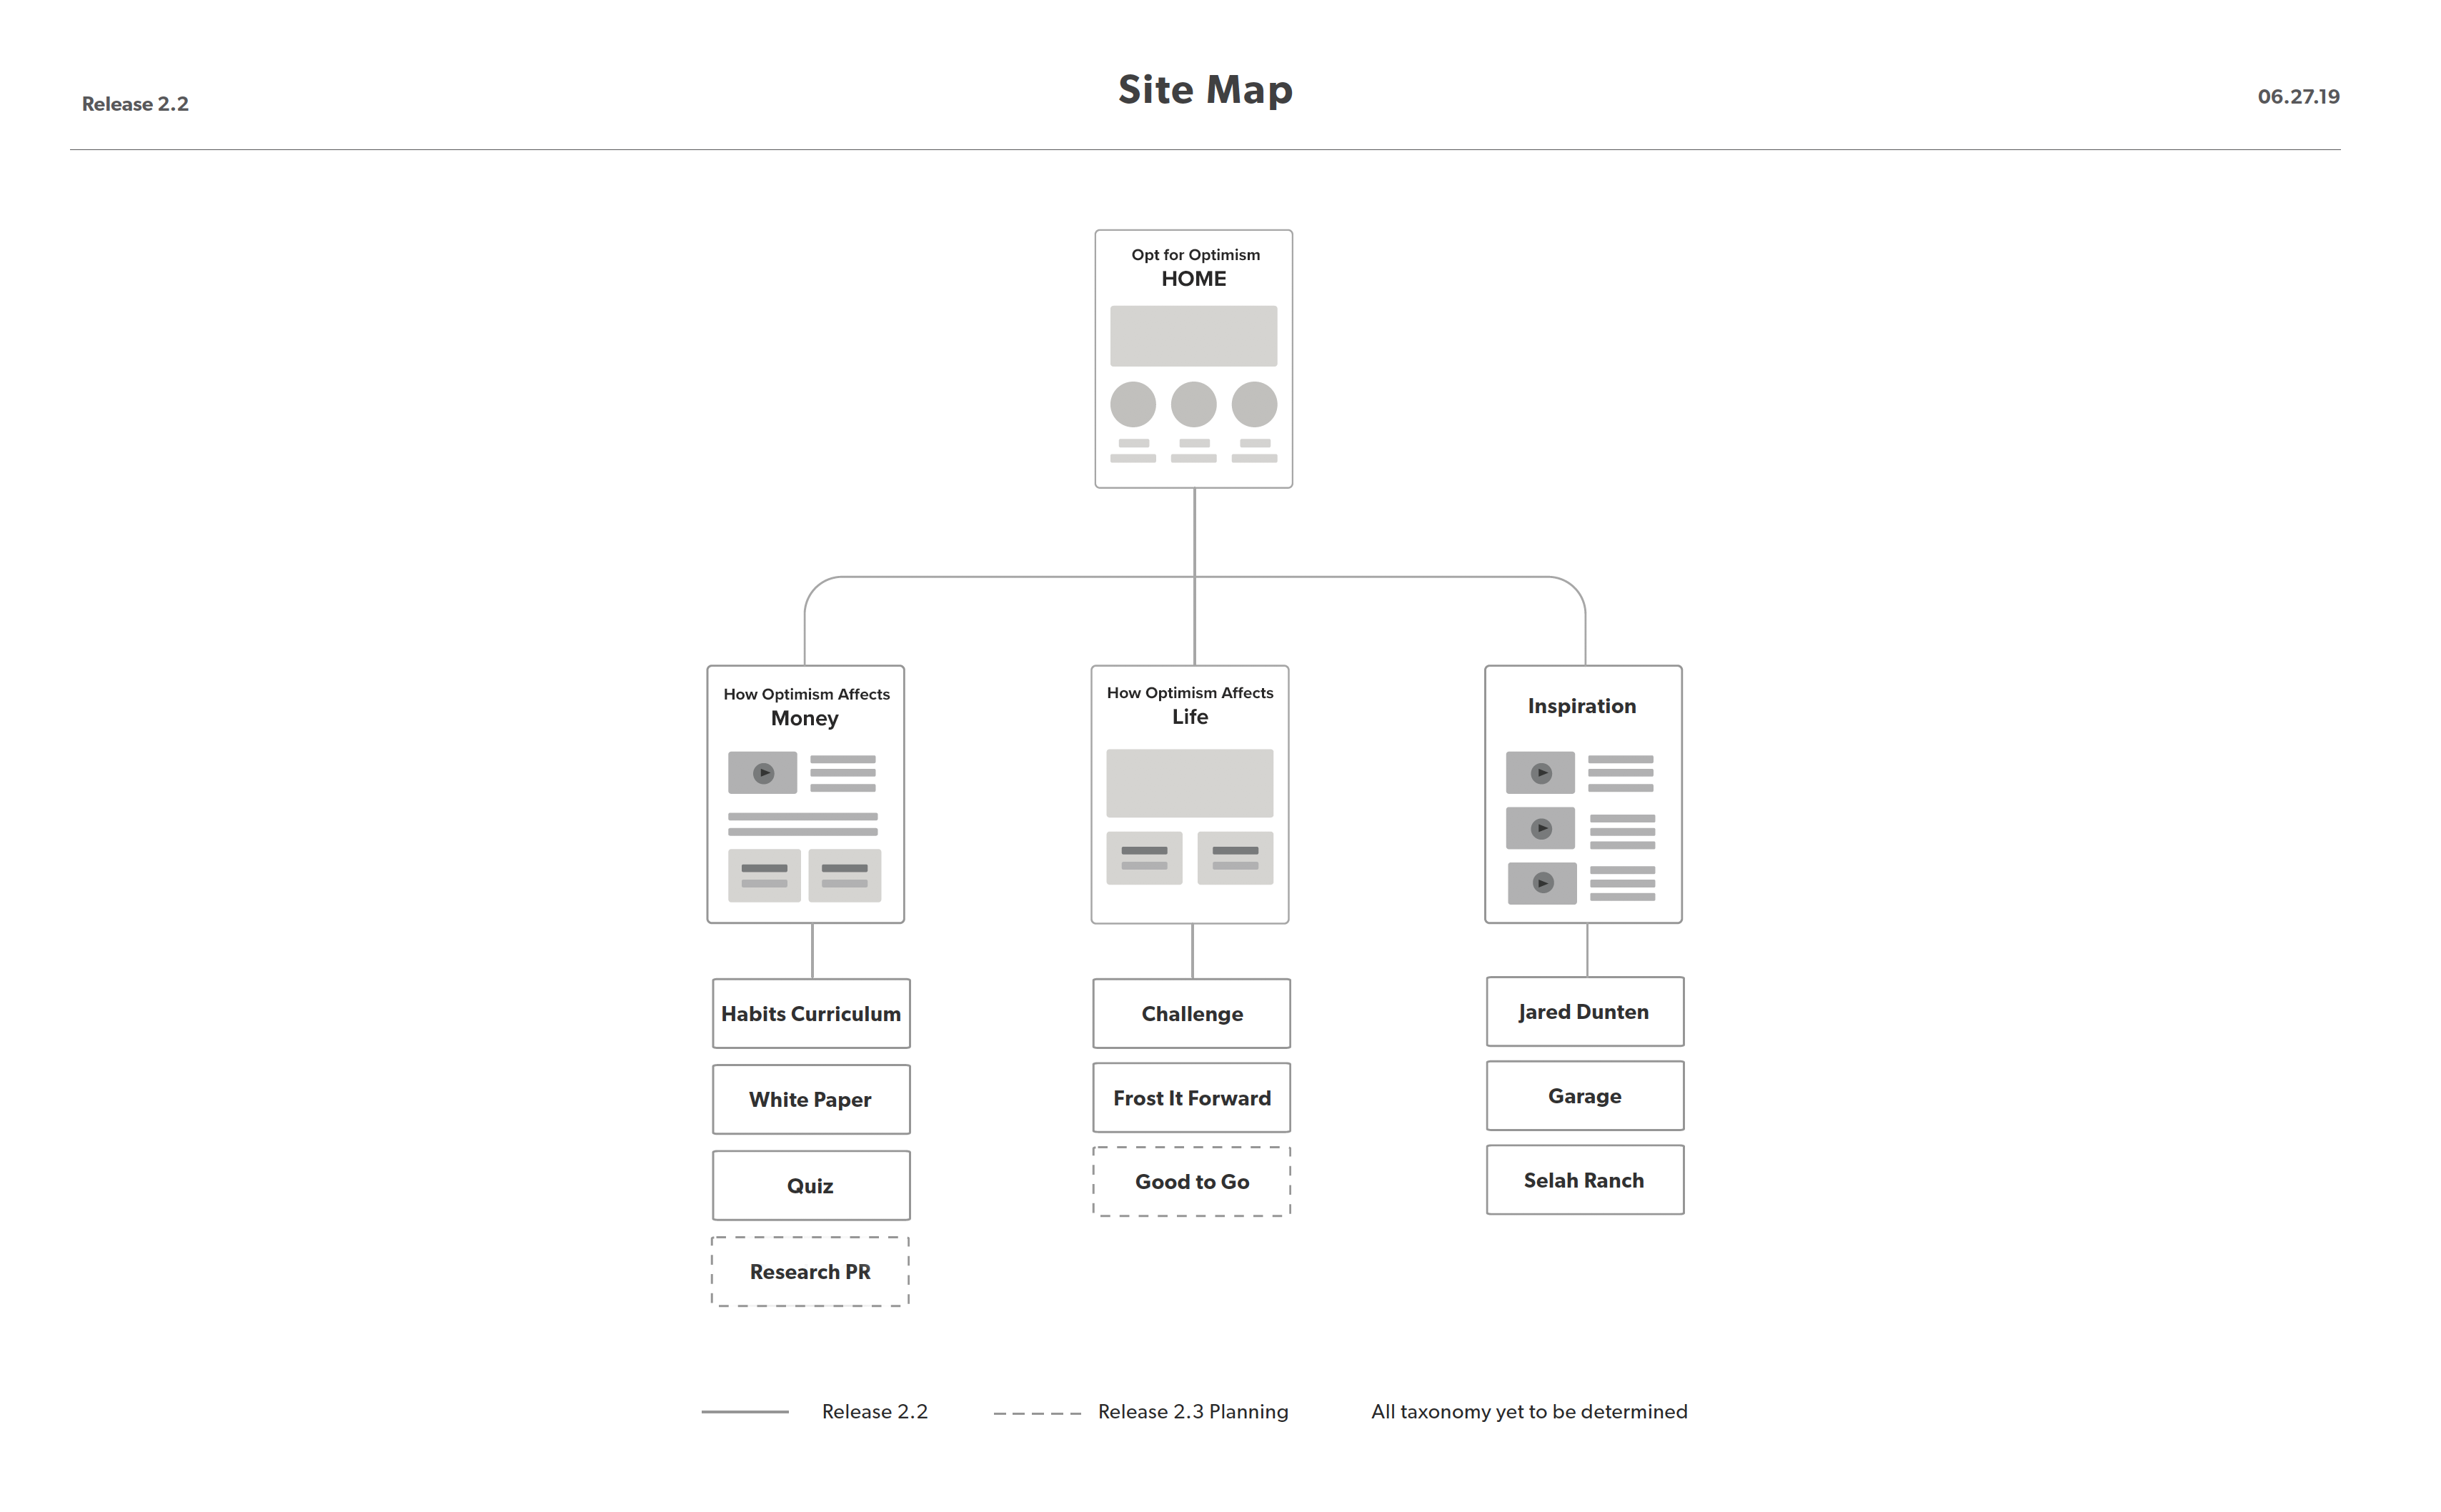 Release 2.2
Site Map
06.27.19
Opt for Optimism
HOME
How Optimism Affects
Money
How Optimism Affects
Life
Inspiration
Habits Curriculum
White Paper
Quiz
Research PR
Challenge
Frost It Forward
Good to Go
Jared Dunten
Garage
Selah Ranch
Release 2.2
Release 2.3 Planning
All taxonomy yet to be determined